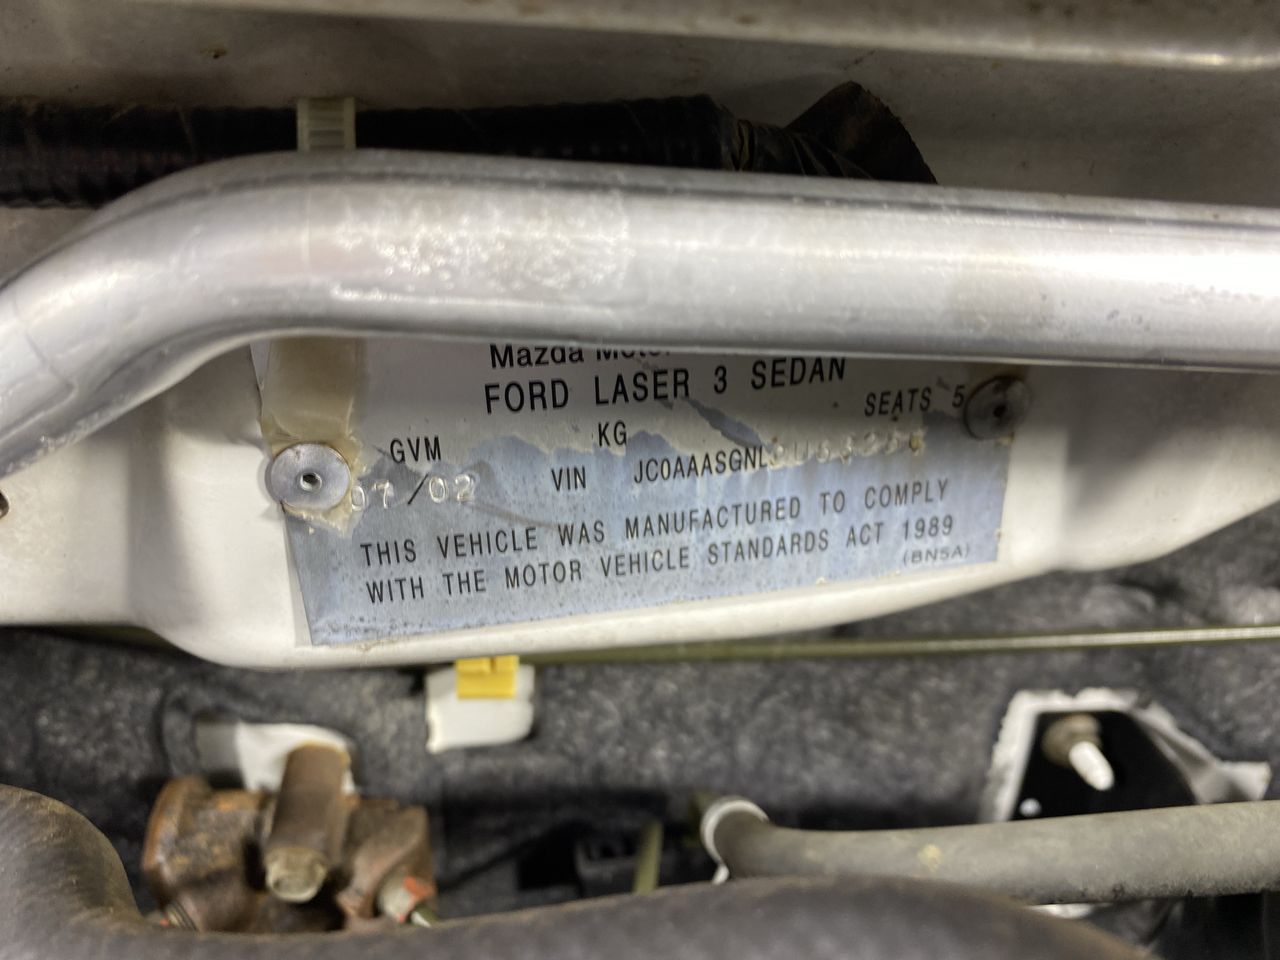 Mazda Motor
FORD LASER 3 SEDAN
SEATS 5
GVM KG
07/02 VIN JC0AAASGNL
THIS VEHICLE WAS MANUFACTURED TO COMPLY
WITH THE MOTOR VEHICLE STANDARDS ACT 1989
(BN5A)